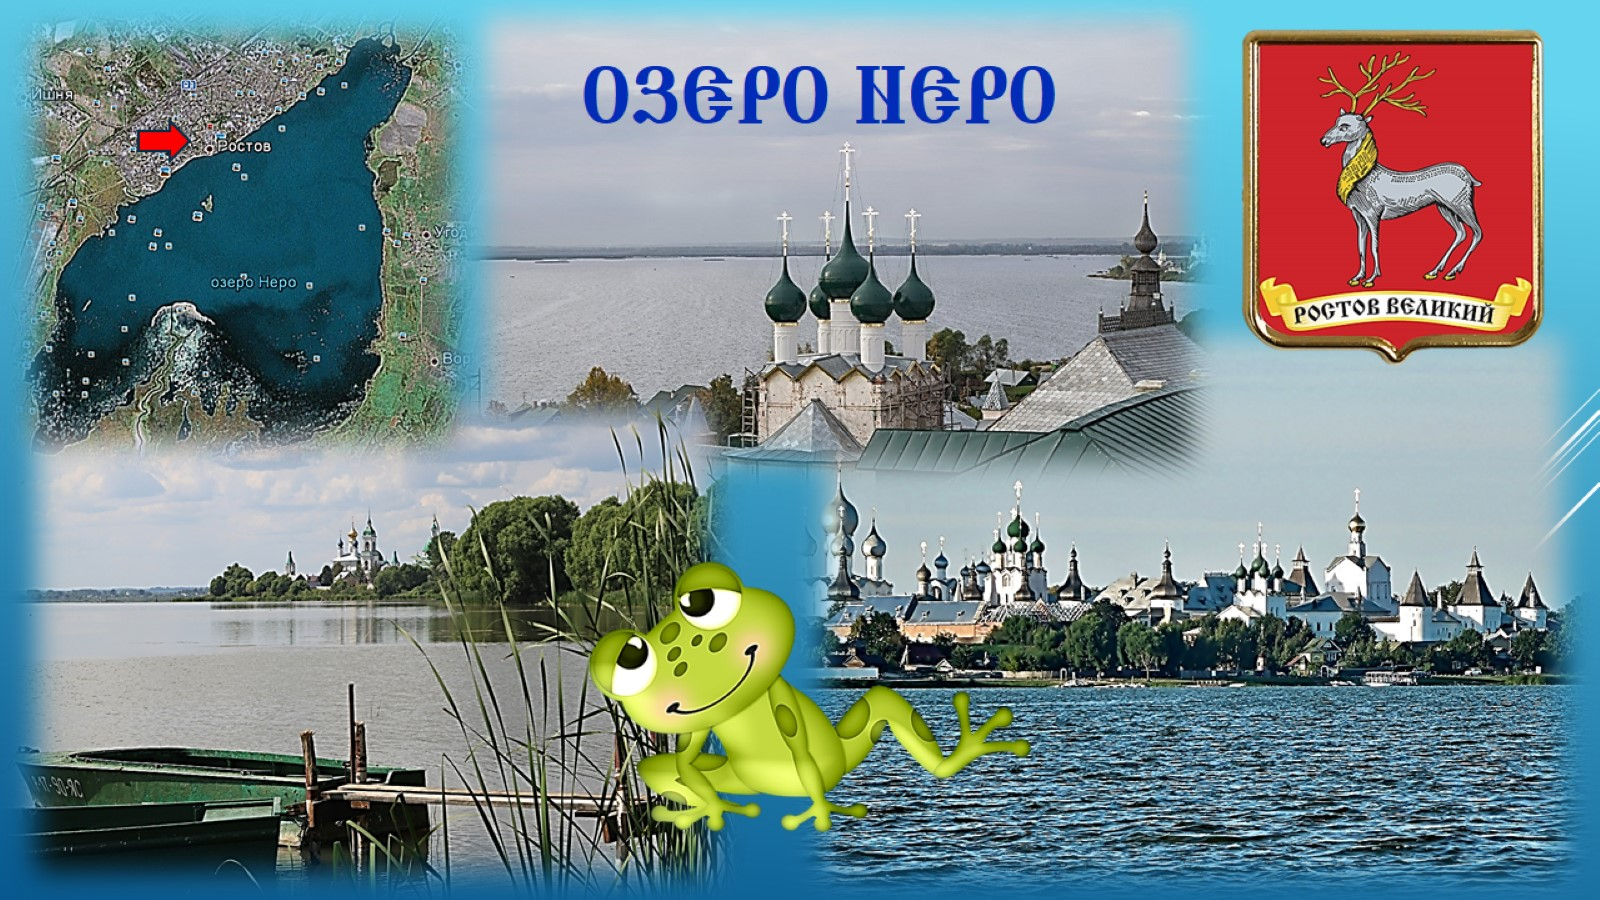 ОЗЕРО НЕРО
Ишня
Ростов
озеро Неро
РОСТОВ ВЕЛИКИЙ